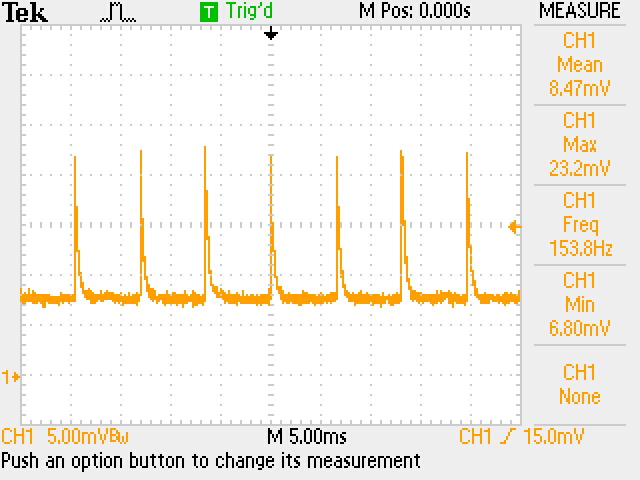 Tek T Trig'd M Pos: 0.000s MEASURE
CH1
Mean
8.47mV
CH1
Max
23.2mV
CH1
Freq
153.8Hz
CH1
Min
6.80mV
CH1
None
1
CH1 5.00mVBw M 5.00ms CH1 15.0mV
Push an option button to change its measurement